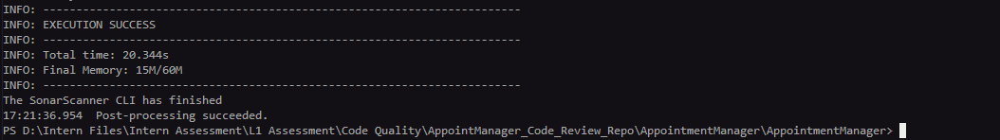 INFO: ------------------------------------------------------------------------
INFO: EXECUTION SUCCESS
INFO: ------------------------------------------------------------------------
INFO: Total time: 20.344s
INFO: Final Memory: 15M/60M
INFO: ------------------------------------------------------------------------
The SonarScanner CLI has finished
17:21:36.954  Post-processing succeeded.
PS D:\Intern Files\Intern Assessment\L1 Assessment\Code Quality\AppointManager_Code_Review_Repo\AppointmentManager\AppointmentManager>